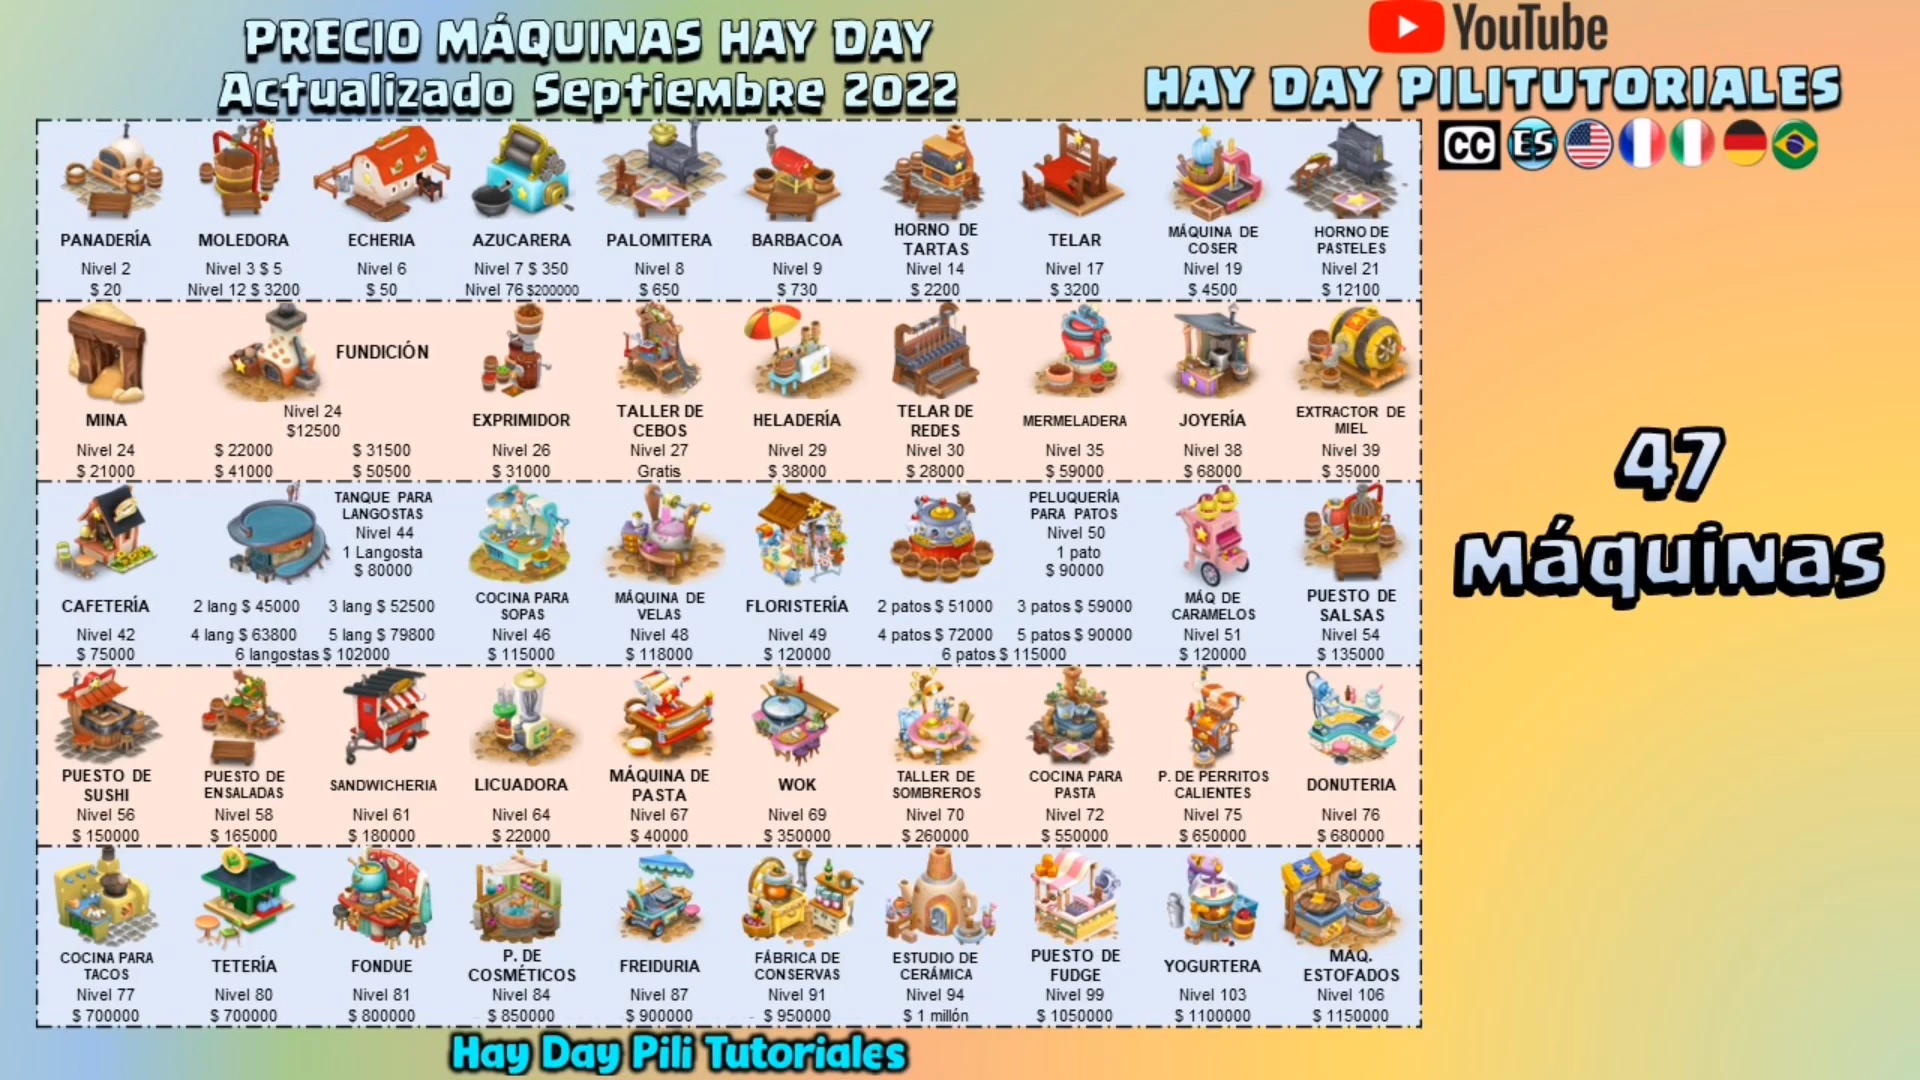 PRECIO MÁQUINAS HAY DAY
Actualizado Septiembre 2022
YouTube
HAY DAY PILITUTORIALES
CC ES
PANADERÍA
Nivel 2
$ 20
MOLEDORA
Nivel 3 $ 5
Nivel 12 $ 3200
ECHERIA
Nivel 6
$ 50
AZUCARERA
Nivel 7 $ 350
Nivel 76 $200000
PALOMITERA
Nivel 8
$ 650
BARBACOA
Nivel 9
$ 730
HORNO DE
TARTAS
Nivel 14
$ 2200
TELAR
Nivel 17
$ 3200
MÁQUINA DE
COSER
Nivel 19
$ 4500
HORNO DE
PASTELES
Nivel 21
$ 12100
MINA
Nivel 24
$ 21000
FUNDICIÓN
Nivel 24
$12500
$ 22000 $ 31500
$ 41000 $ 50500
EXPRIMIDOR
Nivel 26
$ 31000
TALLER DE
CEBOS
Nivel 27
Gratis
HELADERÍA
Nivel 29
$ 38000
TELAR DE
REDES
Nivel 30
$ 28000
MERMELADERA
Nivel 35
$ 59000
JOYERÍA
Nivel 38
$ 68000
EXTRACTOR DE
MIEL
Nivel 39
$ 35000
CAFETERÍA
Nivel 42
$ 75000
TANQUE PARA
LANGOSTAS
Nivel 44
1 Langosta
$ 80000
2 lang $ 45000 3 lang $ 52500
4 lang $ 63800 5 lang $ 79800
6 langostas $ 102000
COCINA PARA
SOPAS
Nivel 46
$ 115000
MÁQUINA DE
VELAS
Nivel 48
$ 118000
FLORISTERÍA
Nivel 49
$ 120000
PELUQUERÍA
PARA PATOS
Nivel 50
1 pato
$ 90000
2 patos $ 51000 3 patos $ 59000
4 patos $ 72000 5 patos $ 90000
6 patos $ 115000
MÁQ DE
CARAMELOS
Nivel 51
$ 120000
PUESTO DE
SALSAS
Nivel 54
$ 135000
PUESTO DE
SUSHI
Nivel 56
$ 150000
PUESTO DE
ENSALADAS
Nivel 58
$ 165000
SANDWICHERIA
Nivel 61
$ 180000
LICUADORA
Nivel 64
$ 22000
MÁQUINA DE
PASTA
Nivel 67
$ 40000
WOK
Nivel 69
$ 350000
TALLER DE
SOMBREROS
Nivel 70
$ 260000
COCINA PARA
PASTA
Nivel 72
$ 550000
P. DE PERRITOS
CALIENTES
Nivel 75
$ 650000
DONUTERIA
Nivel 76
$ 680000
COCINA PARA
TACOS
Nivel 77
$ 700000
TETERÍA
Nivel 80
$ 700000
FONDUE
Nivel 81
$ 800000
P. DE
COSMÉTICOS
Nivel 84
$ 850000
FREIDURIA
Nivel 87
$ 900000
FÁBRICA DE
CONSERVAS
Nivel 91
$ 950000
ESTUDIO DE
CERÁMICA
Nivel 94
$ 1 millón
PUESTO DE
FUDGE
Nivel 99
$ 1050000
YOGURTERA
Nivel 103
$ 1100000
MÁQ.
ESTOFADOS
Nivel 106
$ 1150000
47
Máquinas
Hay Day Pili Tutoriales